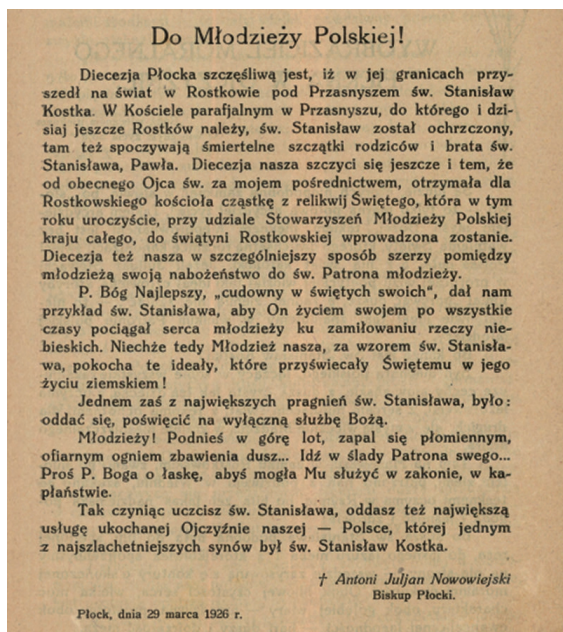 Do Młodzieży Polskiej!
Diecezja Płocka szczęśliwą jest, iż w jej granicach przy-
szedł na świat w Rostkowie pod Przasnyszem św. Stanisław
Kostka. W Kościele parafjalnym w Przasnyszu, do którego i dzi-
siaj jeszcze Rostków należy, św. Stanisław został ochrzczony,
tam też spoczywają śmiertelne szczątki rodziców i brata św.
Stanisława, Pawła. Diecezja nasza szczyci się jeszcze i tem, że
od obecnego Ojca św. za mojem pośrednictwem, otrzymała dla
Rostkowskiego kościoła cząstkę z relikwij Świętego, która w tym
roku uroczyście, przy udziale Stowarzyszeń Młodzieży Polskiej
kraju całego, do świątyni Rostkowskiej wprowadzona zostanie.
Diecezja też nasza w szczególniejszy sposób szerzy pomiędzy
młodzieżą swoją nabożeństwo do św. Patrona młodzieży.
P. Bóg Najlepszy, „cudowny w świętych swoich“, dał nam
przykład św. Stanisława, aby On życiem swojem po wszystkie
czasy pociągał serca młodzieży ku zamiłowaniu rzeczy nie-
bieskich. Niechże tedy Młodzież nasza, za wzorem św. Stanisła-
wa, pokocha te ideały, które przyświecały Świętemu w jego
życiu ziemskiem!
Jednem zaś z największych pragnień św. Stanisława, było:
oddać się, poświęcić na wyłączną służbę Bożą.
Młodzieży! Podnieś w górę lot, zapal się płomiennym,
ofiarnym ogniem zbawienia dusz... Idź w ślady Patrona swego...
Proś P. Boga o łaskę, abyś mogła Mu służyć w zakonie, w ka-
płaństwie.
Tak czyniąc uczcisz św. Stanisława, oddasz też największą
usługę ukochanej Ojczyźnie naszej — Polsce, której jednym
z najszlachetniejszych synów był św. Stanisław Kostka.
† Antoni Juljan Nowowiejski
Biskup Płocki.
Płock, dnia 29 marca 1926 r.